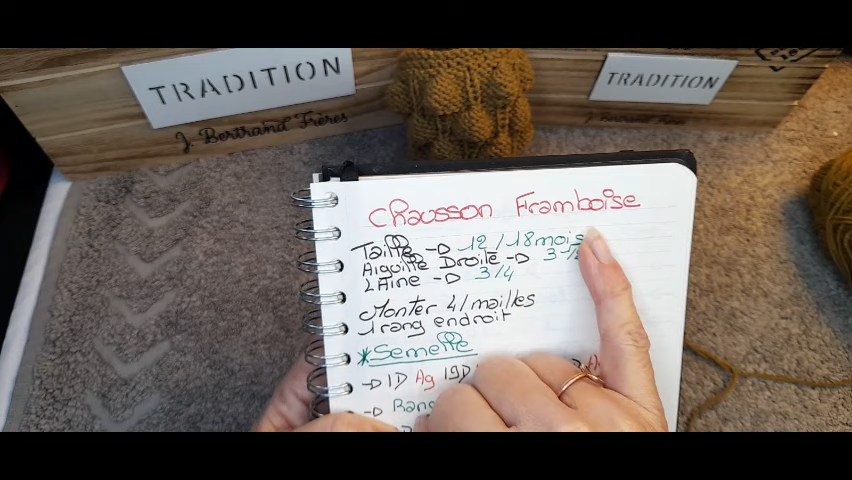 TRADITION
J. Bertrand Frères
TRADITION
J. Bertrand Frères
Chausson Framboise
Taille → 12/18 mois
Aiguille Droite → 3
LAine → 3/4
Monter 41 mailles
1 rang endroit
*Semelle
→ 1D Ag 19D
→ Rang